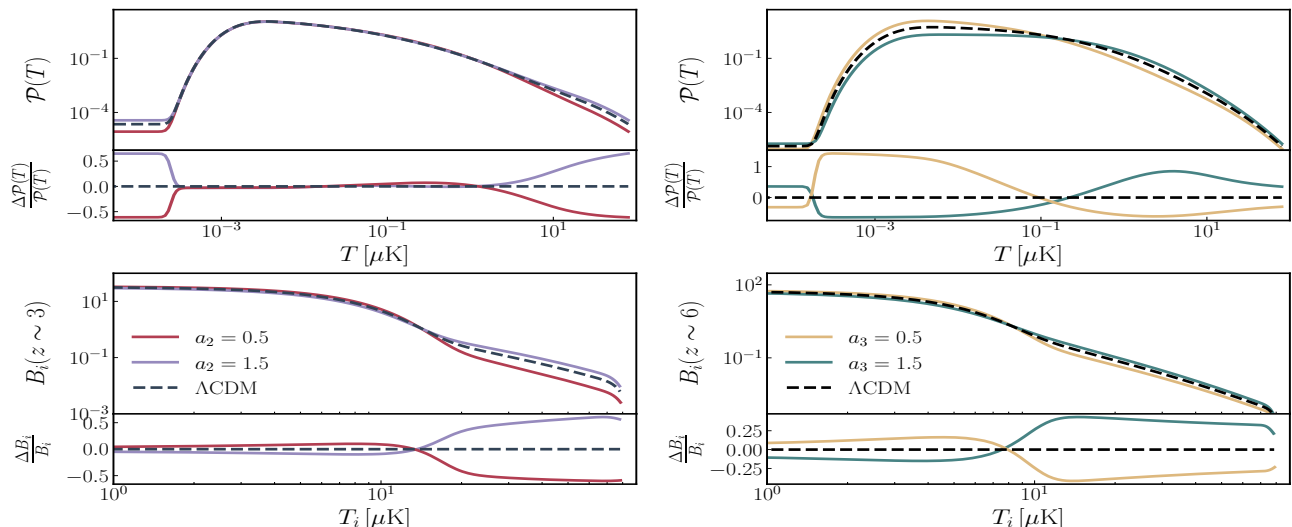 10⁻¹
10⁻⁴
𝒫(T)
0.5
0.0
−0.5
Δ𝒫(T)/𝒫(T)
10⁻³ 10⁻¹ 10¹
T [μK]
10⁻¹
10⁻⁴
𝒫(T)
1
0
Δ𝒫(T)/𝒫(T)
10⁻³ 10⁻¹ 10¹
T [μK]
10¹
10⁻¹
10⁻³
B_i(z ∼ 3)
a₂ = 0.5
a₂ = 1.5
ΛCDM
0.5
0.0
−0.5
ΔB_i/B_i
10⁰ 10¹
T_i [μK]
10²
10⁻¹
B_i(z ∼ 6)
a₃ = 0.5
a₃ = 1.5
ΛCDM
0.25
0.00
−0.25
ΔB_i/B_i
10⁰ 10¹
T_i [μK]